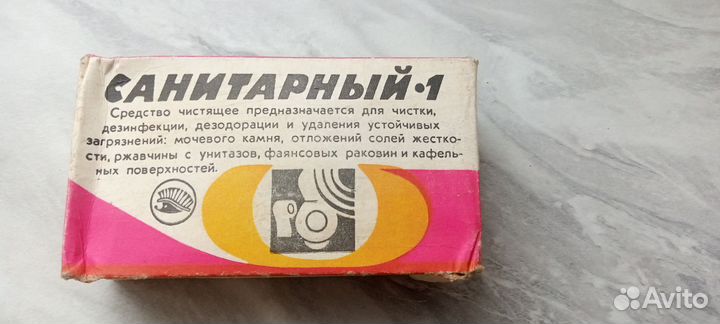 САНИТАРНЫЙ·1
Средство чистящее предназначается для чистки,
дезинфекции, дезодорации и удаления устойчивых
загрязнений: мочевого камня, отложений солей жестко-
сти, ржавчины с унитазов, фаянсовых раковин и кафель-
ных поверхностей.
Avito